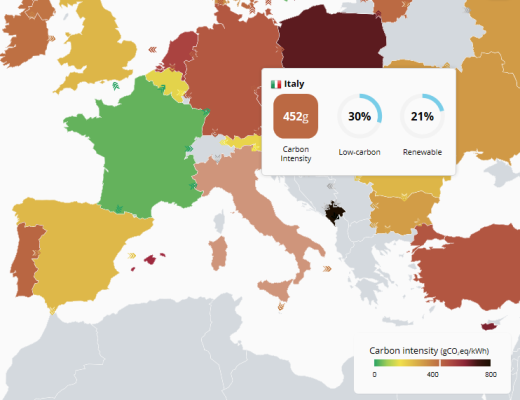 Italy
452g
30%
21%
Carbon
Intensity
Low-carbon
Renewable
Carbon intensity (gCO₂eq/kWh)
0
400
800